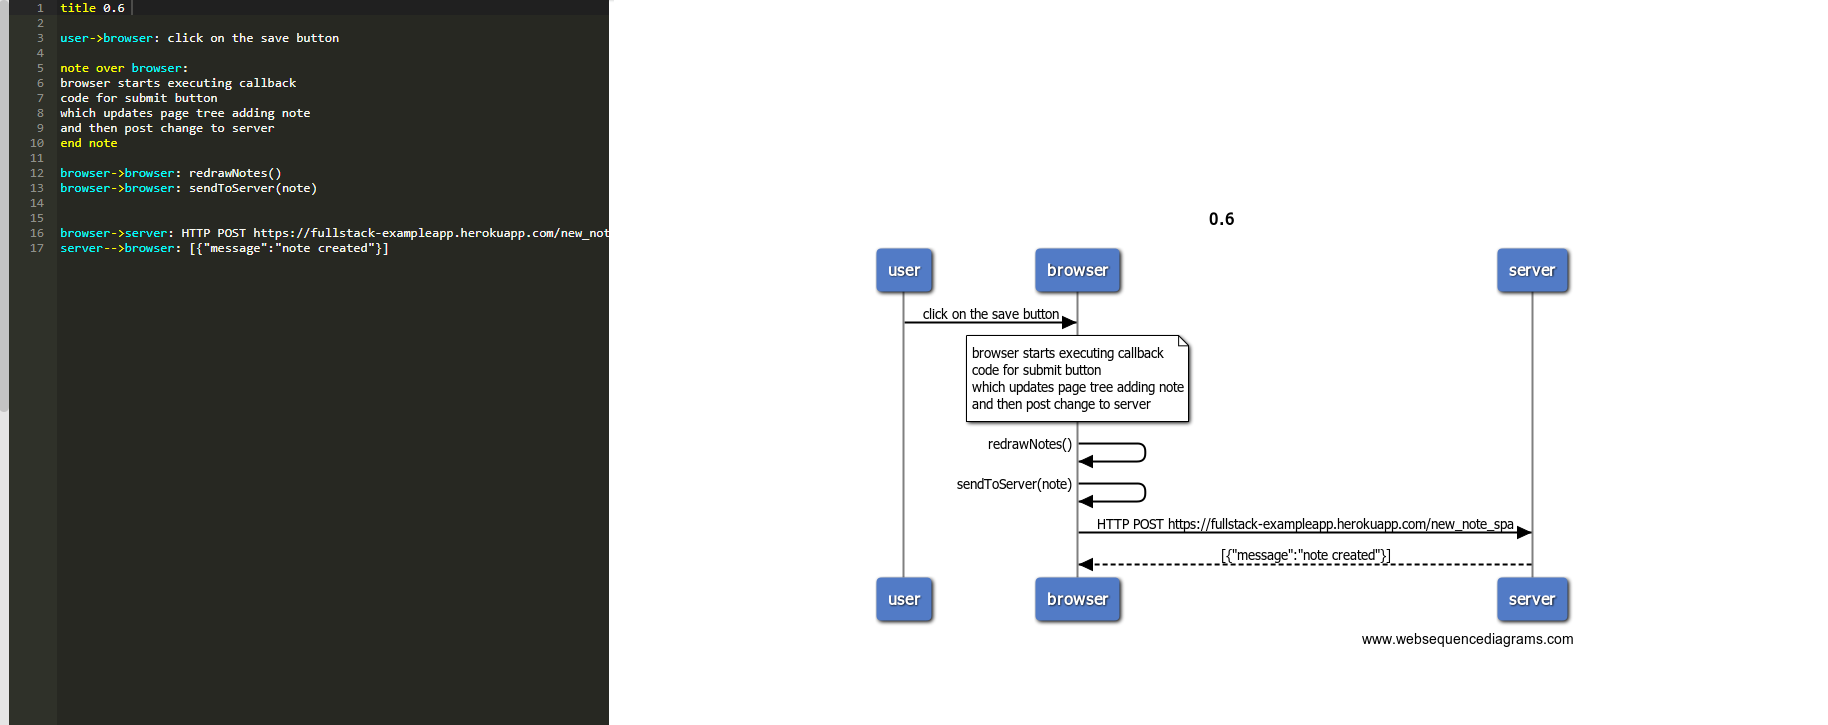 1 title 0.6
2
3 user->browser: click on the save button
4
5 note over browser:
6 browser starts executing callback
7 code for submit button
8 which updates page tree adding note
9 and then post change to server
10 end note
11
12 browser->browser: redrawNotes()
13 browser->browser: sendToServer(note)
14
15
16 browser->server: HTTP POST https://fullstack-exampleapp.herokuapp.com/new_not
17 server-->browser: [{"message":"note created"}]
0.6
user browser server
click on the save button
browser starts executing callback
code for submit button
which updates page tree adding note
and then post change to server
redrawNotes()
sendToServer(note)
HTTP POST https://fullstack-exampleapp.herokuapp.com/new_note_spa
[{"message":"note created"}]
user browser server
www.websequencediagrams.com